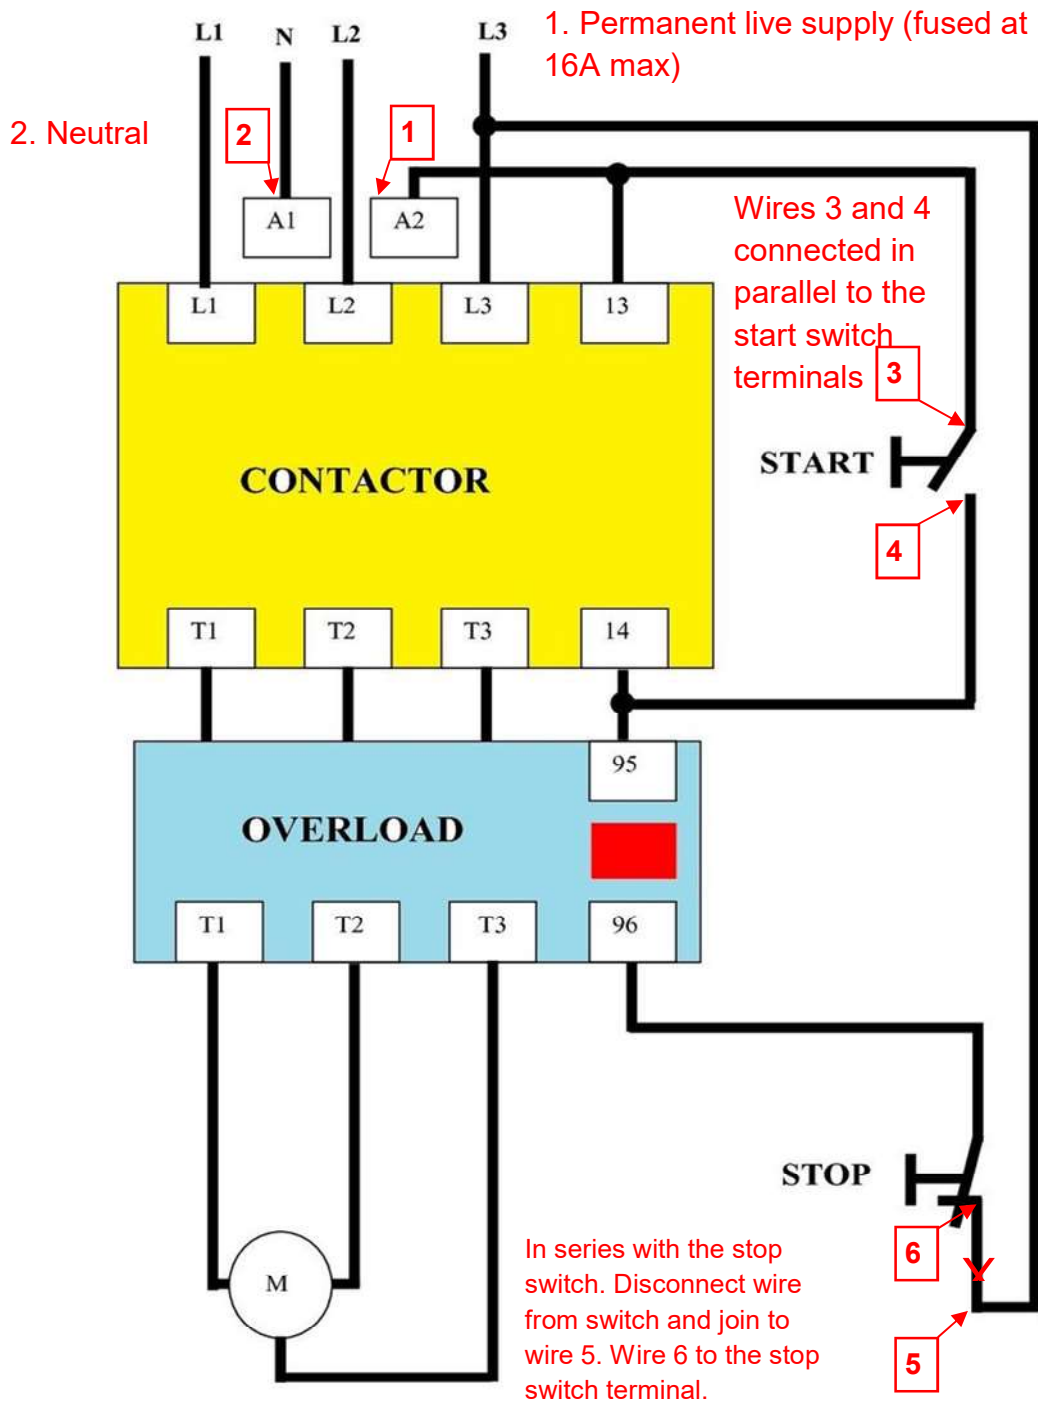 L1
N
L2
L3
1. Permanent live supply (fused at
16A max)
2. Neutral
2
1
A1
A2
Wires 3 and 4
connected in
parallel to the
start switch
terminals
3
L1
L2
L3
13
CONTACTOR
START
4
T1
T2
T3
14
95
OVERLOAD
T1
T2
T3
96
STOP
M
In series with the stop
switch. Disconnect wire
from switch and join to
wire 5. Wire 6 to the stop
switch terminal.
6
X
5